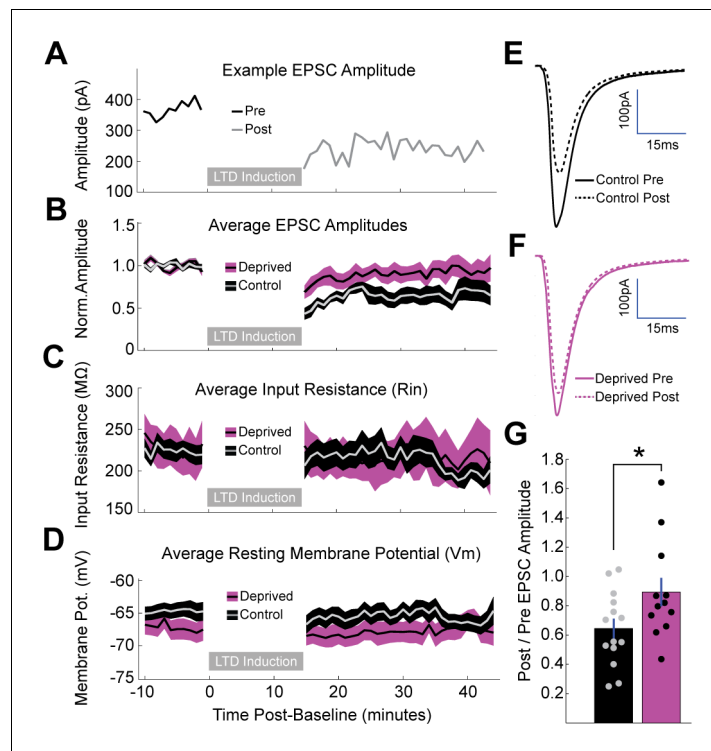 A
Example EPSC Amplitude
Amplitude (pA)
400
300
200
100
Pre
Post
LTD Induction
B
Average EPSC Amplitudes
Norm.Amplitude
1.5
1.0
0.5
0
Deprived
Control
LTD Induction
C
Average Input Resistance (Rin)
Input Resistance (MΩ)
300
250
200
150
Deprived
Control
LTD Induction
D
Average Resting Membrane Potential (Vm)
Membrane Pot. (mV)
-60
-65
-70
-75
Deprived
Control
LTD Induction
-10 0 10 20 30 40
Time Post-Baseline (minutes)
E
100pA
15ms
Control Pre
Control Post
F
100pA
15ms
Deprived Pre
Deprived Post
G
Post / Pre EPSC Amplitude
1.8
1.6
1.4
1.2
1.0
0.8
0.6
0.4
0.2
*